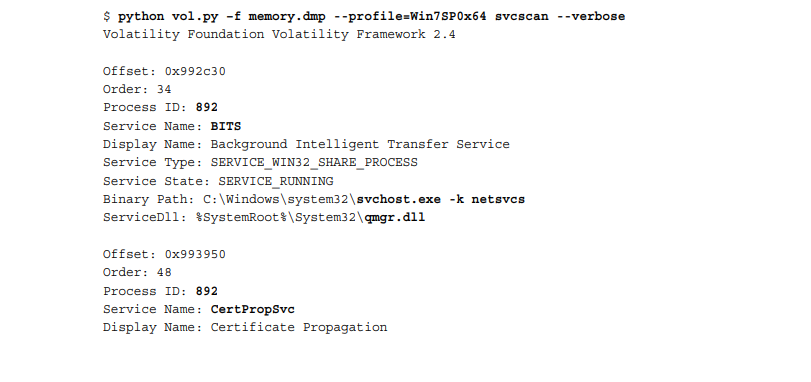 $ python vol.py -f memory.dmp --profile=Win7SP0x64 svcscan --verbose
Volatility Foundation Volatility Framework 2.4
Offset: 0x992c30
Order: 34
Process ID: 892
Service Name: BITS
Display Name: Background Intelligent Transfer Service
Service Type: SERVICE_WIN32_SHARE_PROCESS
Service State: SERVICE_RUNNING
Binary Path: C:\Windows\system32\svchost.exe -k netsvcs
ServiceDll: %SystemRoot%\System32\qmgr.dll
Offset: 0x993950
Order: 48
Process ID: 892
Service Name: CertPropSvc
Display Name: Certificate Propagation